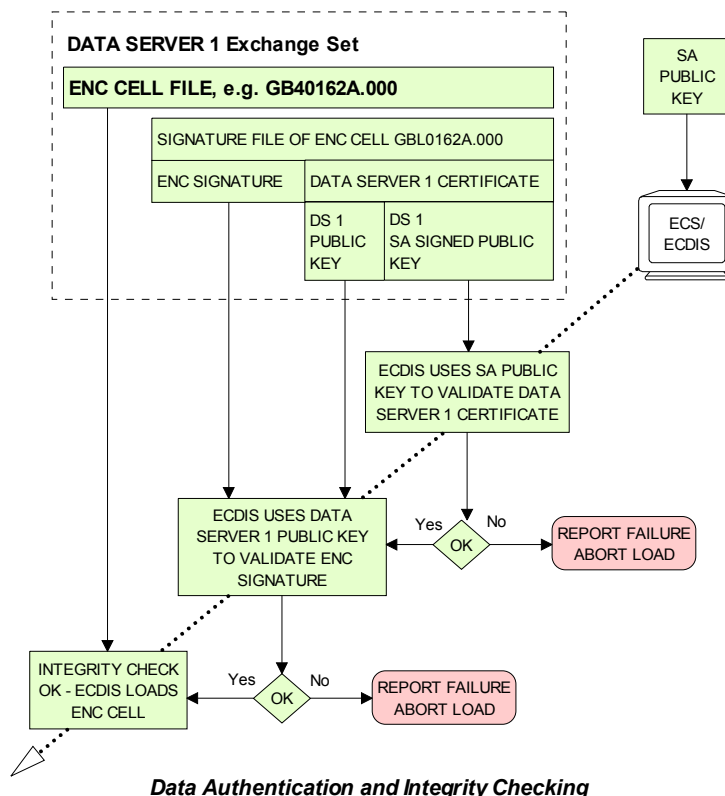 DATA SERVER 1 Exchange Set
ENC CELL FILE, e.g. GB40162A.000
SIGNATURE FILE OF ENC CELL GBL0162A.000
ENC SIGNATURE
DATA SERVER 1 CERTIFICATE
DS 1
PUBLIC
KEY
DS 1
SA SIGNED PUBLIC
KEY
SA
PUBLIC
KEY
ECS/
ECDIS
ECDIS USES SA PUBLIC
KEY TO VALIDATE DATA
SERVER 1 CERTIFICATE
ECDIS USES DATA
SERVER 1 PUBLIC KEY
TO VALIDATE ENC
SIGNATURE
Yes
OK
No
REPORT FAILURE
ABORT LOAD
INTEGRITY CHECK
OK - ECDIS LOADS
ENC CELL
Yes
OK
No
REPORT FAILURE
ABORT LOAD
Data Authentication and Integrity Checking